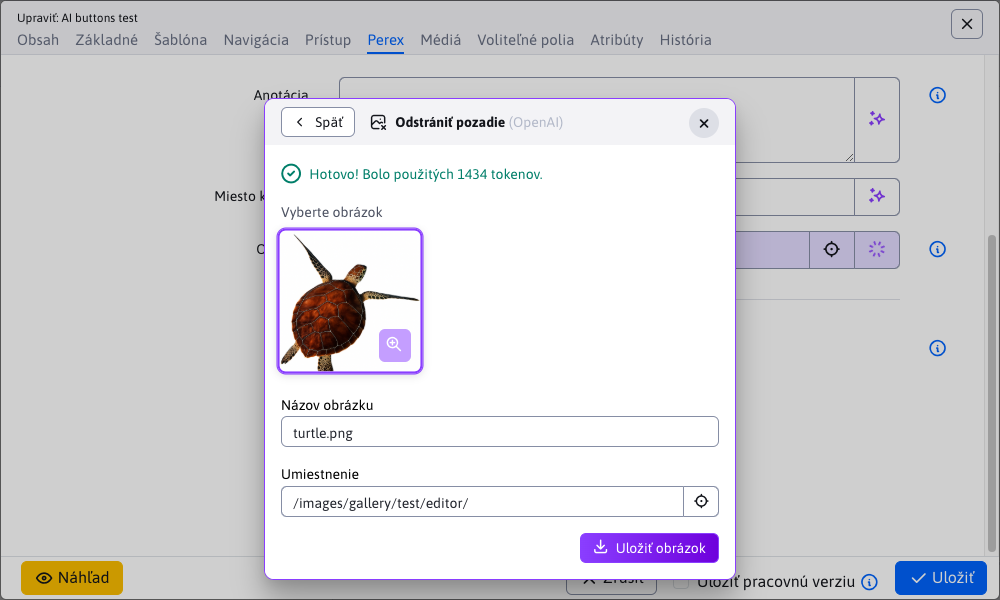 Upraviť: AI buttons test
Obsah Základné Šablóna Navigácia Prístup Perex Médiá Voliteľné polia Atribúty História
Anotácia
Späť Odstrániť pozadie (OpenAI)
Hotovo! Bolo použitých 1434 tokenov.
Miesto
Vyberte obrázok
Názov obrázku
turtle.png
Umiestnenie
/images/gallery/test/editor/
Uložiť obrázok
Náhľad Zrušiť Uložiť pracovnú verziu Uložiť